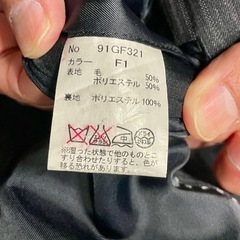 No 91GF321
カラー F1
表地 毛 50%
ポリエステル 50%
裏地 ポリエステル 100%
※湿った状態で他のものと
すり合わせたりすると、色が
移る恐れがあります。